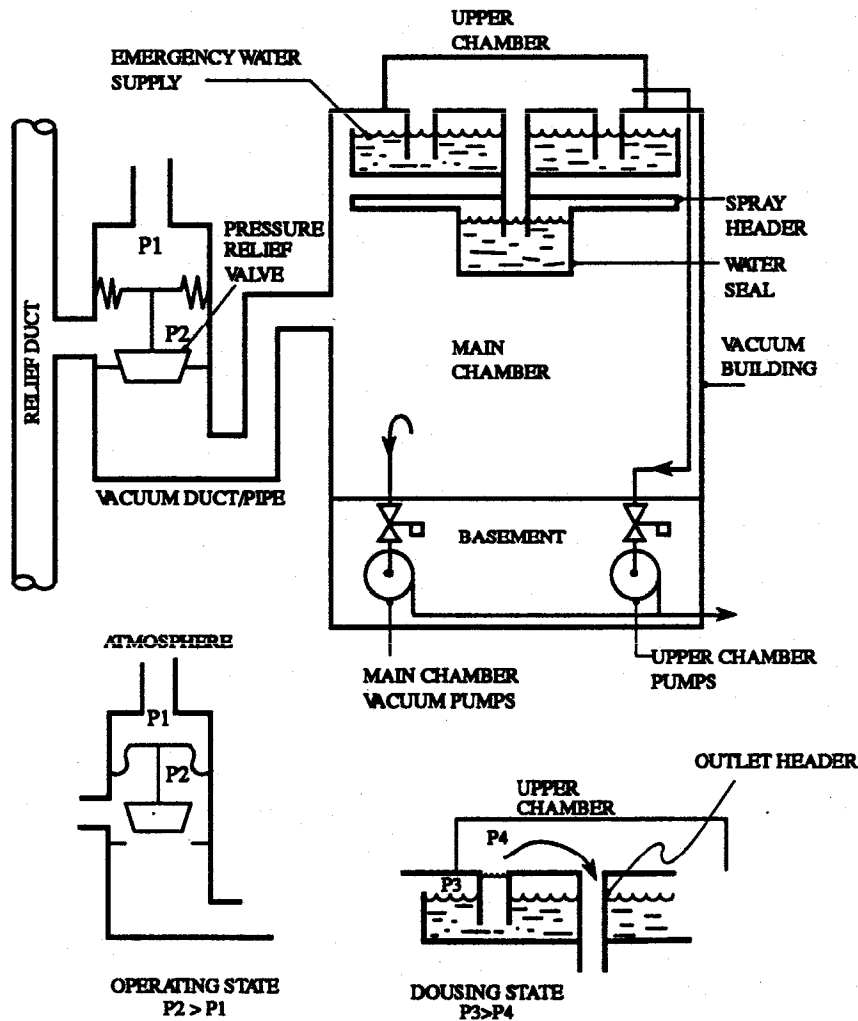 UPPER
CHAMBER
EMERGENCY WATER
SUPPLY
P1
PRESSURE
RELIEF
VALVE
P2
RELIEF DUCT
SPRAY
HEADER
WATER
SEAL
MAIN
CHAMBER
VACUUM
BUILDING
VACUUM DUCT/PIPE
BASEMENT
MAIN CHAMBER
VACUUM PUMPS
UPPER CHAMBER
PUMPS
ATMOSPHERE
P1
P2
OPERATING STATE
P2 > P1
OUTLET HEADER
UPPER
CHAMBER
P4
P3
DOUSING STATE
P3>P4